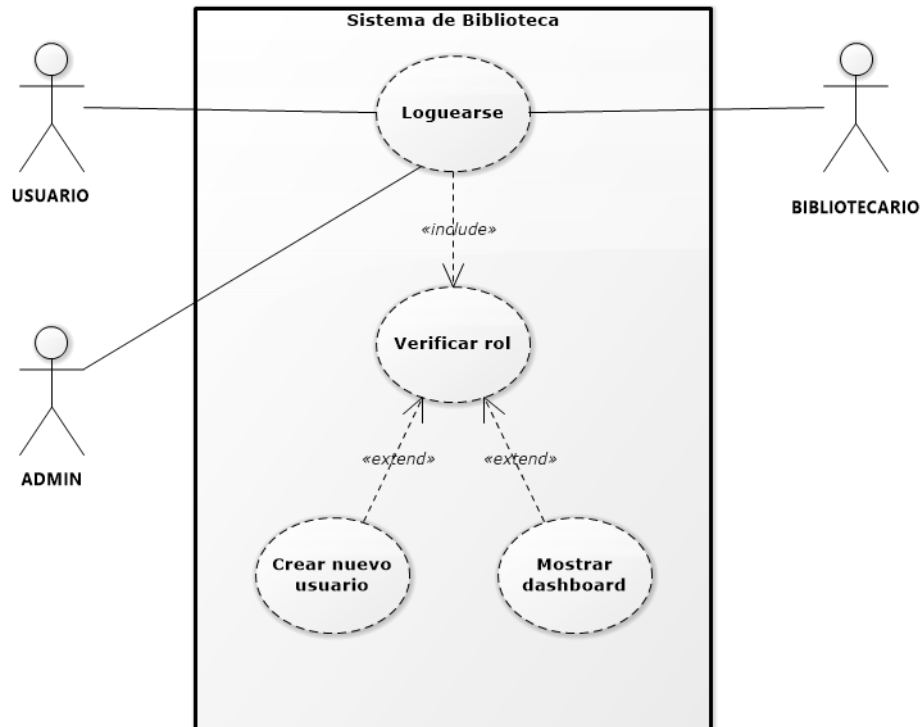 Sistema de Biblioteca
Loguearse
USUARIO
BIBLIOTECARIO
«include»
Verificar rol
ADMIN
«extend»
«extend»
Crear nuevo
usuario
Mostrar
dashboard